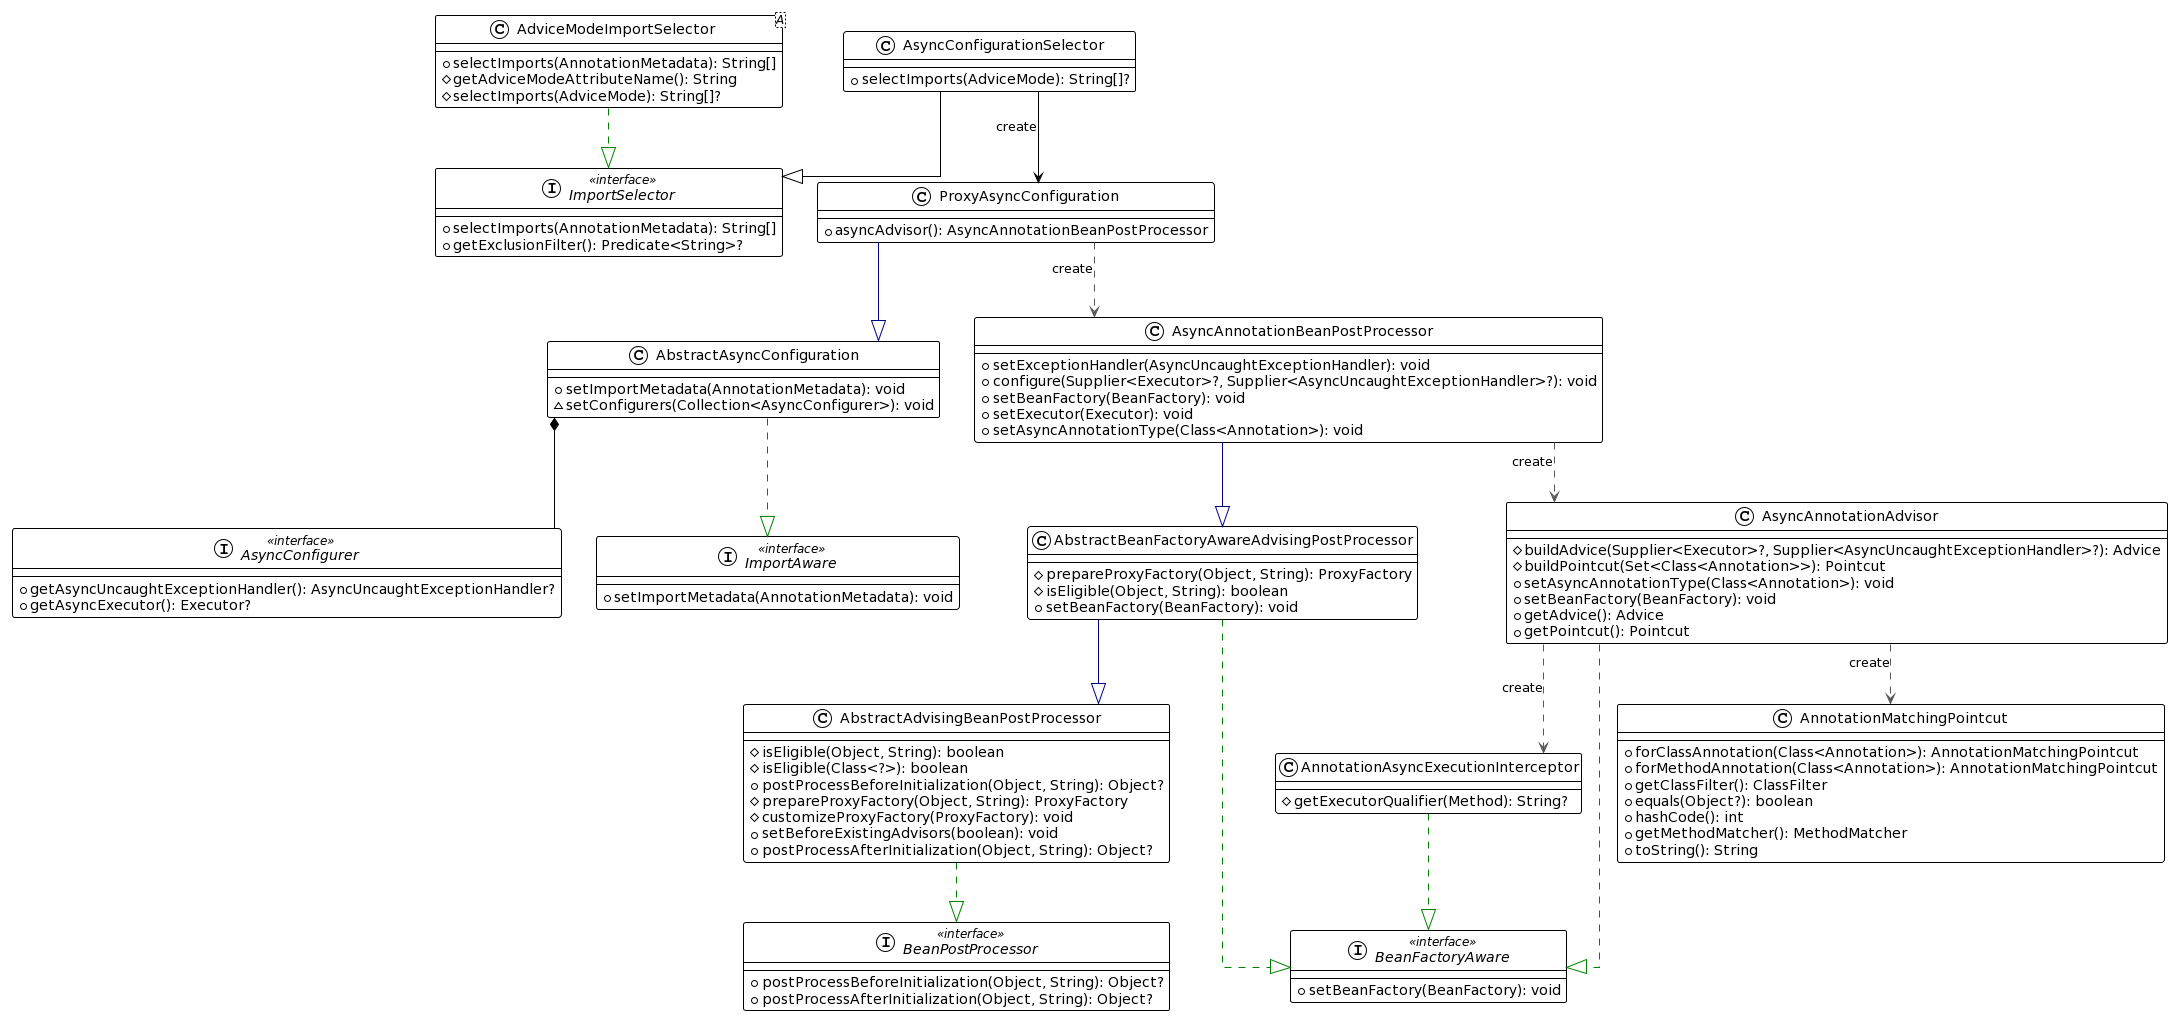 AdviceModeImportSelector
A
selectImports(AnnotationMetadata): String[]
getAdviceModeAttributeName(): String
selectImports(AdviceMode): String[]?
AsyncConfigurationSelector
selectImports(AdviceMode): String[]?
create
«interface»
ImportSelector
selectImports(AnnotationMetadata): String[]
getExclusionFilter(): Predicate<String>?
ProxyAsyncConfiguration
asyncAdvisor(): AsyncAnnotationBeanPostProcessor
create
AbstractAsyncConfiguration
setImportMetadata(AnnotationMetadata): void
setConfigurers(Collection<AsyncConfigurer>): void
AsyncAnnotationBeanPostProcessor
setExceptionHandler(AsyncUncaughtExceptionHandler): void
configure(Supplier<Executor>?, Supplier<AsyncUncaughtExceptionHandler>?): void
setBeanFactory(BeanFactory): void
setExecutor(Executor): void
setAsyncAnnotationType(Class<Annotation>): void
create
«interface»
AsyncConfigurer
getAsyncUncaughtExceptionHandler(): AsyncUncaughtExceptionHandler?
getAsyncExecutor(): Executor?
«interface»
ImportAware
setImportMetadata(AnnotationMetadata): void
AbstractBeanFactoryAwareAdvisingPostProcessor
prepareProxyFactory(Object, String): ProxyFactory
isEligible(Object, String): boolean
setBeanFactory(BeanFactory): void
AsyncAnnotationAdvisor
buildAdvice(Supplier<Executor>?, Supplier<AsyncUncaughtExceptionHandler>?): Advice
buildPointcut(Set<Class<Annotation>>): Pointcut
setAsyncAnnotationType(Class<Annotation>): void
setBeanFactory(BeanFactory): void
getAdvice(): Advice
getPointcut(): Pointcut
create
create
AbstractAdvisingBeanPostProcessor
isEligible(Object, String): boolean
isEligible(Class<?>): boolean
postProcessBeforeInitialization(Object, String): Object?
prepareProxyFactory(Object, String): ProxyFactory
customizeProxyFactory(ProxyFactory): void
setBeforeExistingAdvisors(boolean): void
postProcessAfterInitialization(Object, String): Object?
AnnotationAsyncExecutionInterceptor
getExecutorQualifier(Method): String?
AnnotationMatchingPointcut
forClassAnnotation(Class<Annotation>): AnnotationMatchingPointcut
forMethodAnnotation(Class<Annotation>): AnnotationMatchingPointcut
getClassFilter(): ClassFilter
equals(Object?): boolean
hashCode(): int
getMethodMatcher(): MethodMatcher
toString(): String
«interface»
BeanPostProcessor
postProcessBeforeInitialization(Object, String): Object?
postProcessAfterInitialization(Object, String): Object?
«interface»
BeanFactoryAware
setBeanFactory(BeanFactory): void